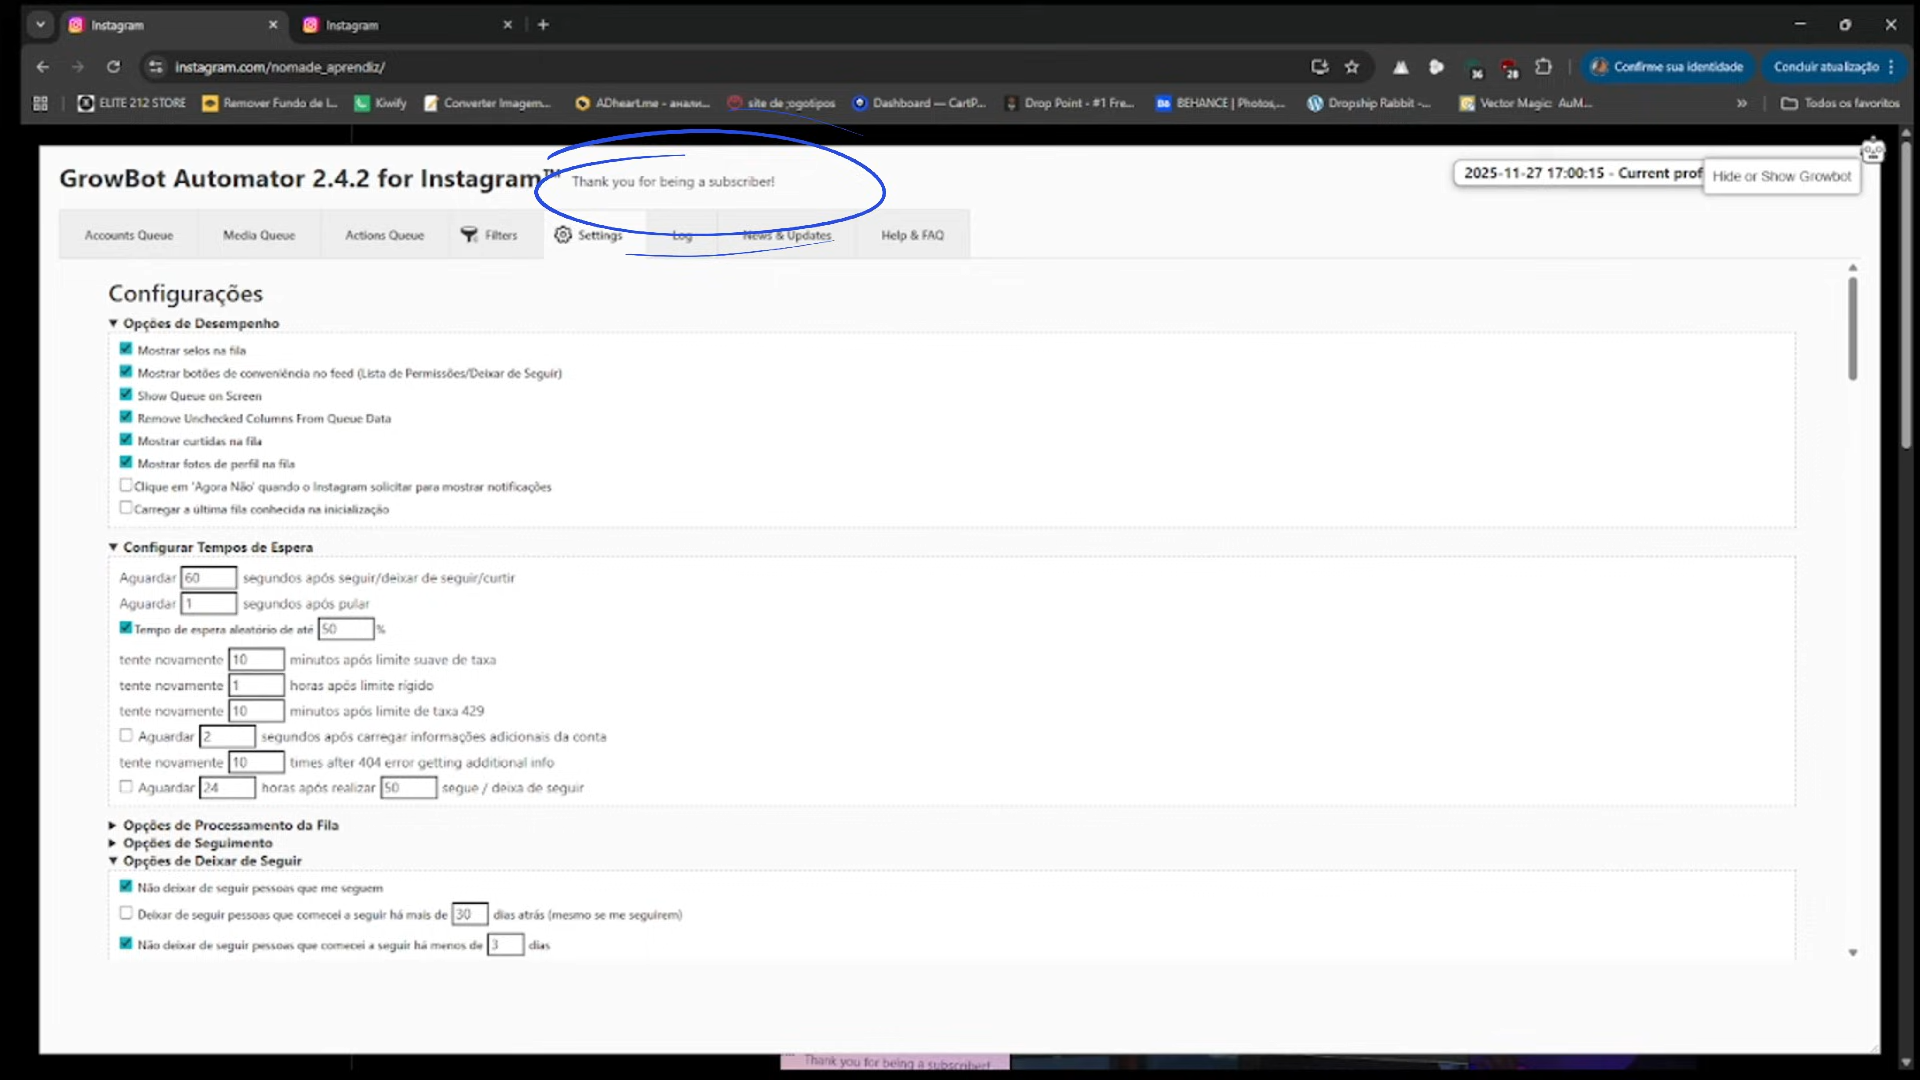 Instagram
Instagram
instagram.com/nomade_aprendiz/
36
28
Confirme sua identidade
Concluir atualização
ELITE 212 STORE
Remover Fundo de I...
Kiwify
Converter Imagem...
ADheart.me - анали...
site de ;ogotipos
Dashboard — CartP...
Drop Point - #1 Fre...
BEHANCE | Photos,...
Dropship Rabbit -...
Vector Magic: AuM...
Todos os favoritos
GrowBot Automator 2.4.2 for Instagram™
Thank you for being a subscriber!
2025-11-27 17:00:15 - Current prof
Hide or Show Growbot
Accounts Queue
Media Queue
Actions Queue
Filters
Settings
Log
News & Updates
Help & FAQ
Configurações
Opções de Desempenho
Mostrar selos na fila
Mostrar botões de conveniência no feed (Lista de Permissões/Deixar de Seguir)
Show Queue on Screen
Remove Unchecked Columns From Queue Data
Mostrar curtidas na fila
Mostrar fotos de perfil na fila
Clique em 'Agora Não' quando o Instagram solicitar para mostrar notificações
Carregar a última fila conhecida na inicialização
Configurar Tempos de Espera
Aguardar 60 segundos após seguir/deixar de seguir/curtir
Aguardar 1 segundos após pular
Tempo de espera aleatório de até 50 %
tente novamente 10 minutos após limite suave de taxa
tente novamente 1 horas após limite rígido
tente novamente 10 minutos após limite de taxa 429
Aguardar 2 segundos após carregar informações adicionais da conta
tente novamente 10 times after 404 error getting additional info
Aguardar 24 horas após realizar 50 segue / deixa de seguir
Opções de Processamento da Fila
Opções de Seguimento
Opções de Deixar de Seguir
Não deixar de seguir pessoas que me seguem
Deixar de seguir pessoas que comecei a seguir há mais de 30 dias atrás (mesmo se me seguirem)
Não deixar de seguir pessoas que comecei a seguir há menos de 3 dias
Thank you for being a subscriber!